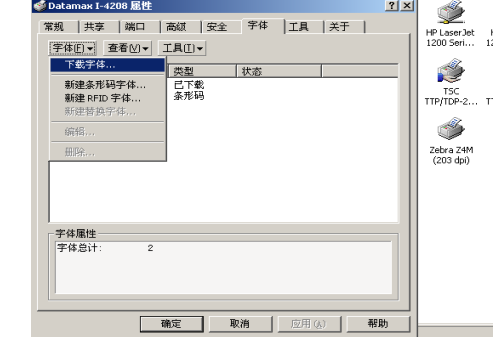 Datamax I-4208 属性
常规 共享 端口 高级 安全 字体 工具 关于
字体(F) 查看(V) 工具(I)
下载字体...
新建条形码字体...
新建 RFID 字体...
新建替换字体...
编辑...
删除...
类型 状态
已下载
条形码
字体属性
字体总计: 2
确定 取消 应用(A) 帮助
HP LaserJet
1200 Seri...
TSC
TTP/TDP-2...
Zebra Z4M
(203 dpi)